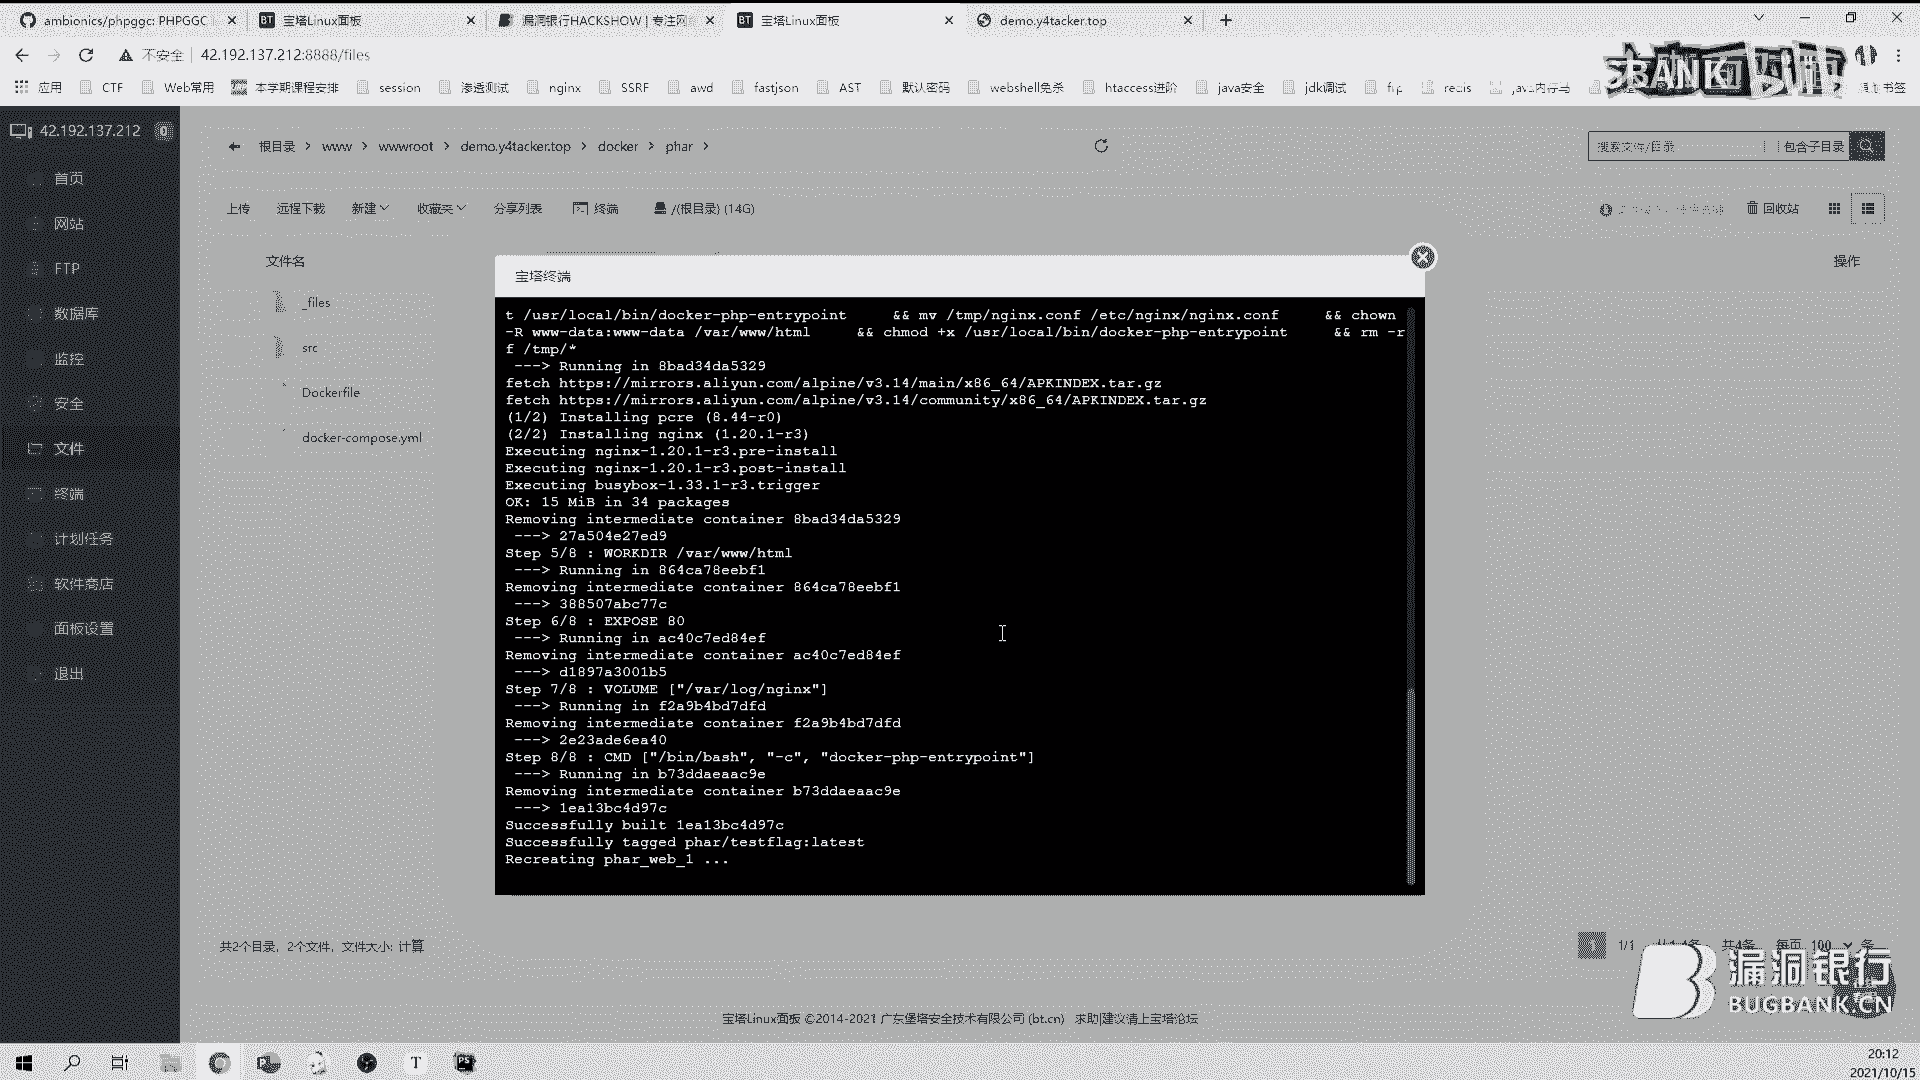 ambionics/phpggc: PHPGGC
宝塔Linux面板
漏洞银行HACKSHOW | 专注网
宝塔Linux面板
demo.y4tacker.top
不安全
42.192.137.212:8888/files
应用
CTF
Web常用
本学期课程安排
session
渗透测试
nginx
SSRF
awd
fastjson
AST
默认密码
webshell免杀
htaccess进阶
java安全
jdk调试
frp
redis
java内存马
42.192.137.212
0
首页
网站
FTP
数据库
监控
安全
文件
终端
计划任务
软件商店
面板设置
退出
根目录 > www > wwwroot > demo.y4tacker.top > docker > phar >
搜索文件/目录
包含子目录
上传
远程下载
新建
收藏夹
分享列表
终端
/(根目录) (14G)
回收站
文件名
操作
_files
src
Dockerfile
docker-compose.yml
宝塔终端
t /usr/local/bin/docker-php-entrypoint     && mv /tmp/nginx.conf /etc/nginx/nginx.conf     && chown
-R www-data:www-data /var/www/html     && chmod +x /usr/local/bin/docker-php-entrypoint     && rm -r
f /tmp/*
---> Running in 8bad34da5329
fetch https://mirrors.aliyun.com/alpine/v3.14/main/x86_64/APKINDEX.tar.gz
fetch https://mirrors.aliyun.com/alpine/v3.14/community/x86_64/APKINDEX.tar.gz
(1/2) Installing pcre (8.44-r0)
(2/2) Installing nginx (1.20.1-r3)
Executing nginx-1.20.1-r3.pre-install
Executing nginx-1.20.1-r3.post-install
Executing busybox-1.33.1-r3.trigger
OK: 15 MiB in 34 packages
Removing intermediate container 8bad34da5329
---> 27a504e27ed9
Step 5/8 : WORKDIR /var/www/html
---> Running in 864ca78eebf1
Removing intermediate container 864ca78eebf1
---> 388507abc77c
Step 6/8 : EXPOSE 80
---> Running in ac40c7ed84ef
Removing intermediate container ac40c7ed84ef
---> d1897a3001b5
Step 7/8 : VOLUME ["/var/log/nginx"]
---> Running in f2a9b4bd7dfd
Removing intermediate container f2a9b4bd7dfd
---> 2e23ade6ea40
Step 8/8 : CMD ["/bin/bash", "-c", "docker-php-entrypoint"]
---> Running in b73ddaeaac9e
Removing intermediate container b73ddaeaac9e
---> 1ea13bc4d97c
Successfully built 1ea13bc4d97c
Successfully tagged phar/testflag:latest
Recreating phar_web_1 ...
共2个目录，2个文件，文件大小: 计算
1
1/1
从1-4条
共4条
每页
100
条
漏洞银行
BUGBANK.CN
宝塔Linux面板 ©2014-2021 广东堡塔安全技术有限公司 (bt.cn)
求助|建议请上宝塔论坛
20:12
2021/10/15